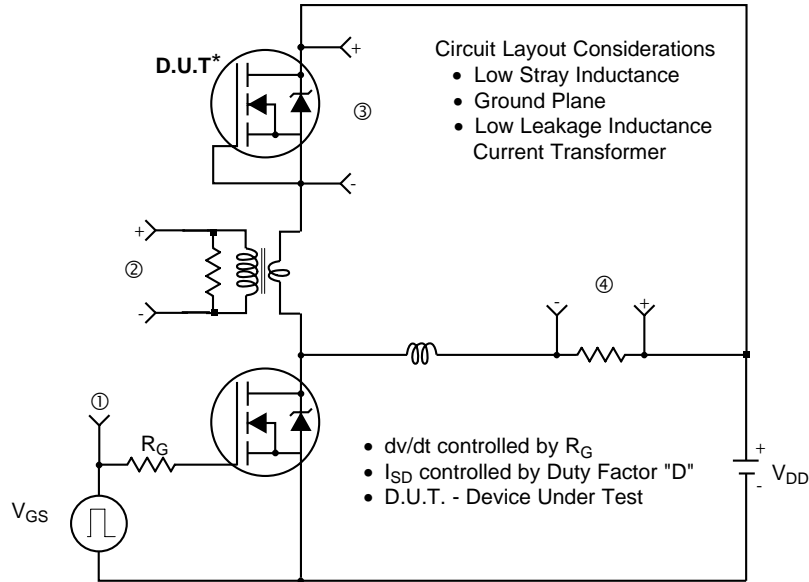 D.U.T*
+
③
-
Circuit Layout Considerations
• Low Stray Inductance
• Ground Plane
• Low Leakage Inductance
Current Transformer
+
②
-
④
- +
①
R_G
V_GS
• dv/dt controlled by R_G
• I_SD controlled by Duty Factor "D"
• D.U.T. - Device Under Test
+
V_DD
-